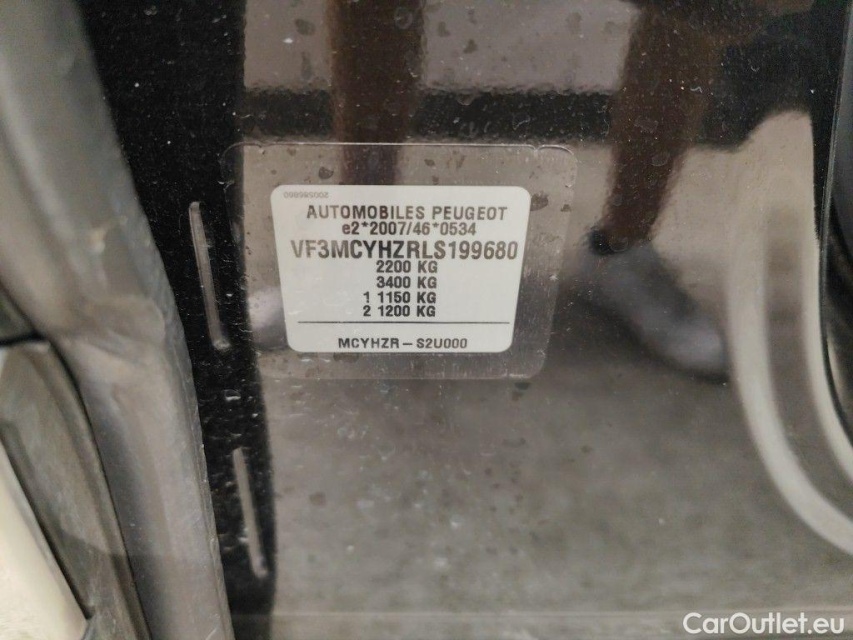 AUTOMOBILES PEUGEOT
e2*2007/46*0534
VF3MCYHZRLS199680
2200 KG
3400 KG
1 1150 KG
2 1200 KG
MCYHZR-S2U000
CarOutlet.eu